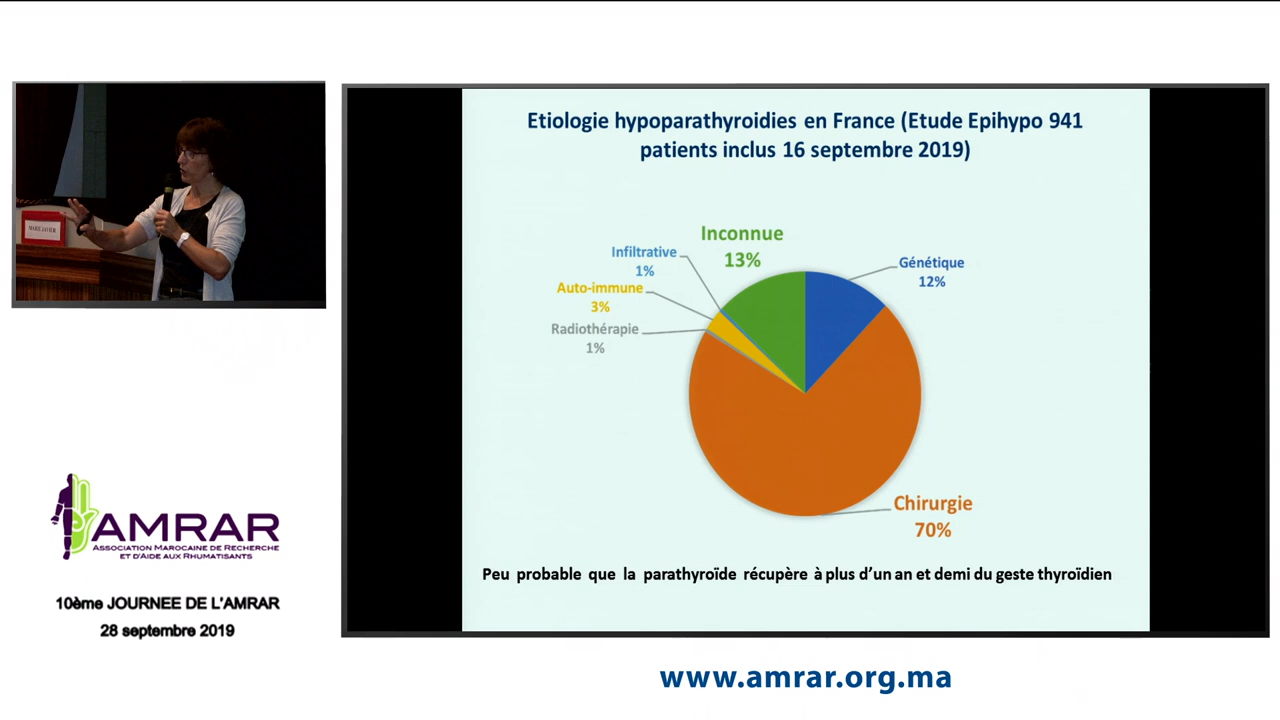 Etiologie hypoparathyroidies en France (Etude Epihypo 941
patients inclus 16 septembre 2019)
Inconnue
13%
Infiltrative
1%
Génétique
12%
Auto-immune
3%
Radiothérapie
1%
Chirurgie
70%
Peu probable que la parathyroïde récupère à plus d'un an et demi du geste thyroïdien
AMRAR
ASSOCIATION MAROCAINE DE RECHERCHE
ET D'AIDE AUX RHUMATISANTS
10ème JOURNEE DE L'AMRAR
28 septembre 2019
www.amrar.org.ma